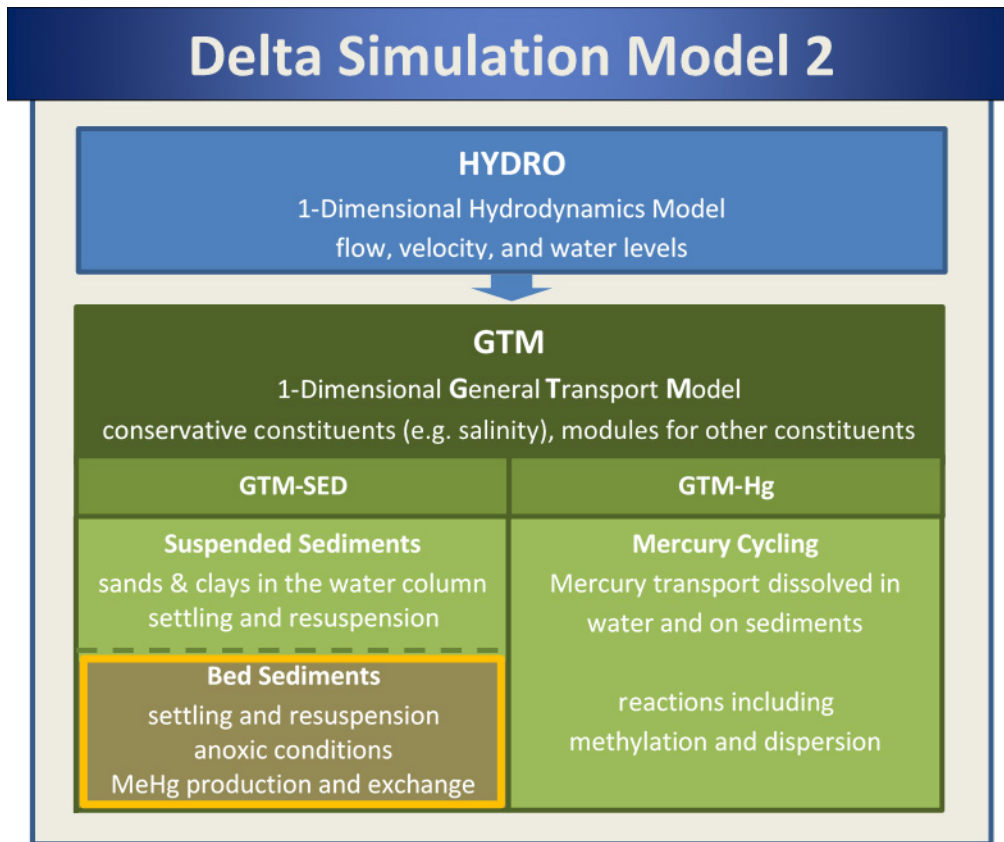 Delta Simulation Model 2
HYDRO
1-Dimensional Hydrodynamics Model
flow, velocity, and water levels
GTM
1-Dimensional General Transport Model
conservative constituents (e.g. salinity), modules for other constituents
GTM-SED
Suspended Sediments
sands & clays in the water column
settling and resuspension
Bed Sediments
settling and resuspension
anoxic conditions
MeHg production and exchange
GTM-Hg
Mercury Cycling
Mercury transport dissolved in
water and on sediments
reactions including
methylation and dispersion